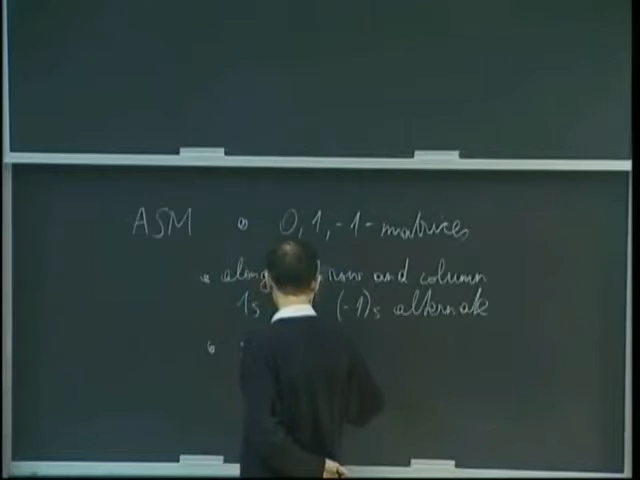 ASM • 0, 1, -1 - matrices
• along row and column
1s (-1)s alternate
•